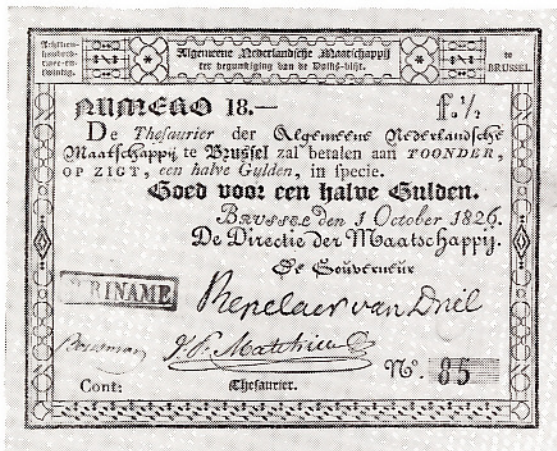 Achttien-
honderd-
twee-en-
twintig.
Algemeene Nederlandsche Maatschappij
ter begunstiging van de Volks-vlijt.
te
BRUSSEL
NUMERO 18.— f. ½
De Thesaurier der Algemeene Nederlandsche
Maatschappij te Brussel zal betalen aan TOONDER,
OP ZIGT, een halve Gulden, in specie.
Goed voor een halve Gulden.
BRUSSEL den 1 October 1826.
De Directie der Maatschappij.
De Gouverneur
SURINAME
Repelaer van Driel
J. P. Matthieu
Cont: Thesaurier.
No. 85